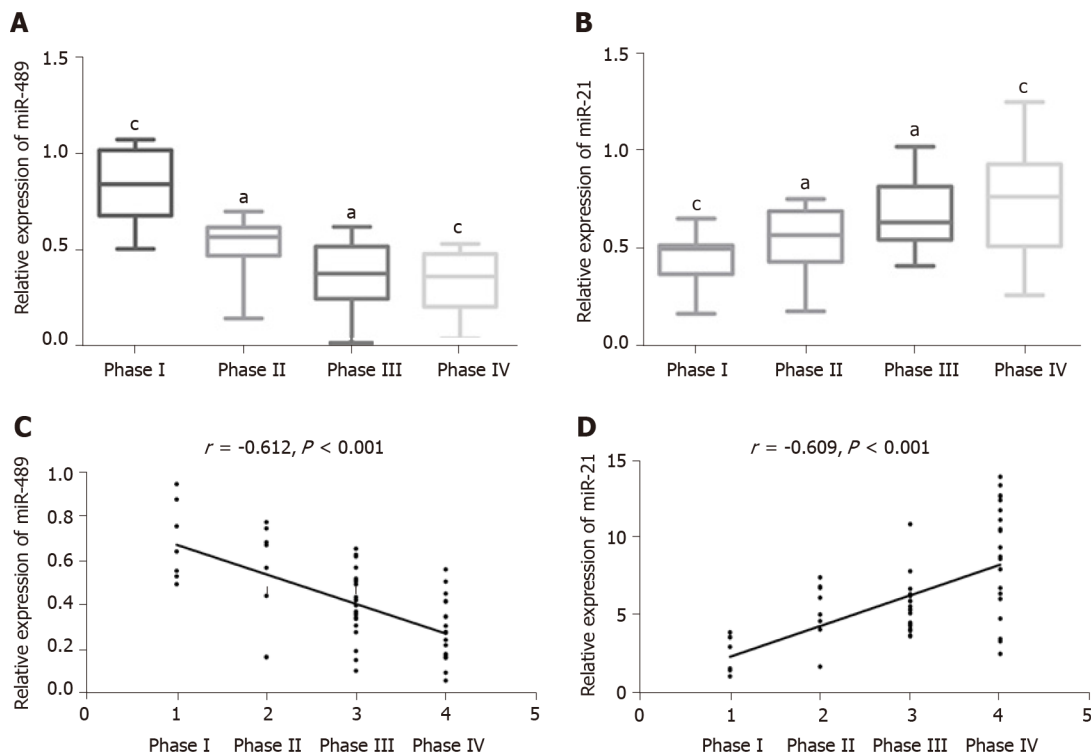 A
Relative expression of miR-489
1.5
1.0
0.5
0.0
c
a
a
c
Phase I Phase II Phase III Phase IV
B
Relative expression of miR-21
1.5
1.0
0.5
0.0
c
a
a
c
Phase I Phase II Phase III Phase IV
C
r = -0.612, P < 0.001
Relative expression of miR-489
1.0
0.8
0.6
0.4
0.2
0.0
0 1 2 3 4 5
Phase I Phase II Phase III Phase IV
D
r = -0.609, P < 0.001
Relative expression of miR-21
15
10
5
0
0 1 2 3 4 5
Phase I Phase II Phase III Phase IV